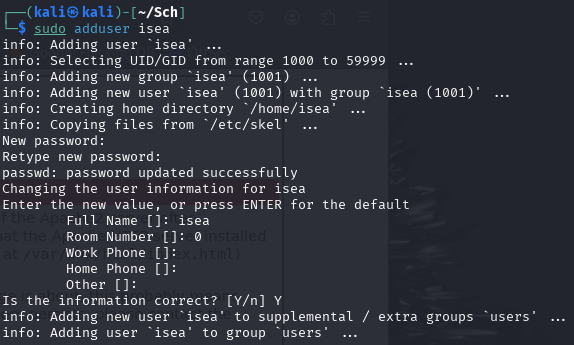 ┌──(kali㉿kali)-[~/Sch]
└─$ sudo adduser isea
info: Adding user `isea' ...
info: Selecting UID/GID from range 1000 to 59999 ...
info: Adding new group `isea' (1001) ...
info: Adding new user `isea' (1001) with group `isea (1001)' ...
info: Creating home directory `/home/isea' ...
info: Copying files from `/etc/skel' ...
New password:
Retype new password:
passwd: password updated successfully
Changing the user information for isea
Enter the new value, or press ENTER for the default
Full Name []: isea
Room Number []: 0
Work Phone []:
Home Phone []:
Other []:
Is the information correct? [Y/n] Y
info: Adding new user `isea' to supplemental / extra groups `users' ...
info: Adding user `isea' to group `users' ...